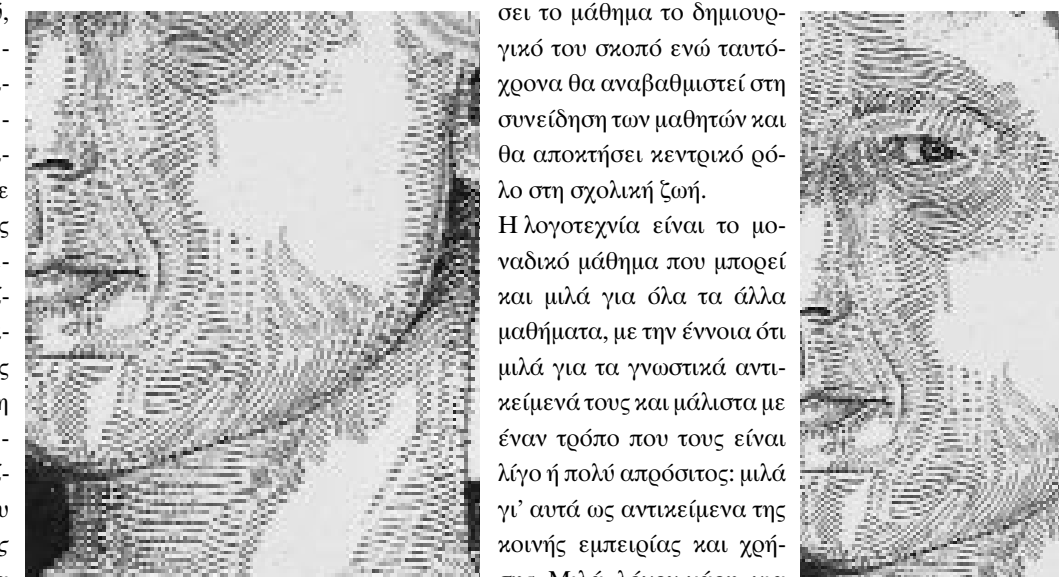 σει το μάθημα το δημιουρ-
γικό του σκοπό ενώ ταυτό-
χρονα θα αναβαθμιστεί στη
συνείδηση των μαθητών και
θα αποκτήσει κεντρικό ρό-
λο στη σχολική ζωή.
Η λογοτεχνία είναι το μο-
ναδικό μάθημα που μπορεί
και μιλά για όλα τα άλλα
μαθήματα, με την έννοια ότι
μιλά για τα γνωστικά αντι-
κείμενά τους και μάλιστα με
έναν τρόπο που τους είναι
λίγο ή πολύ απρόσιτος: μιλά
γι' αυτά ως αντικείμενα της
κοινής εμπειρίας και χρή-